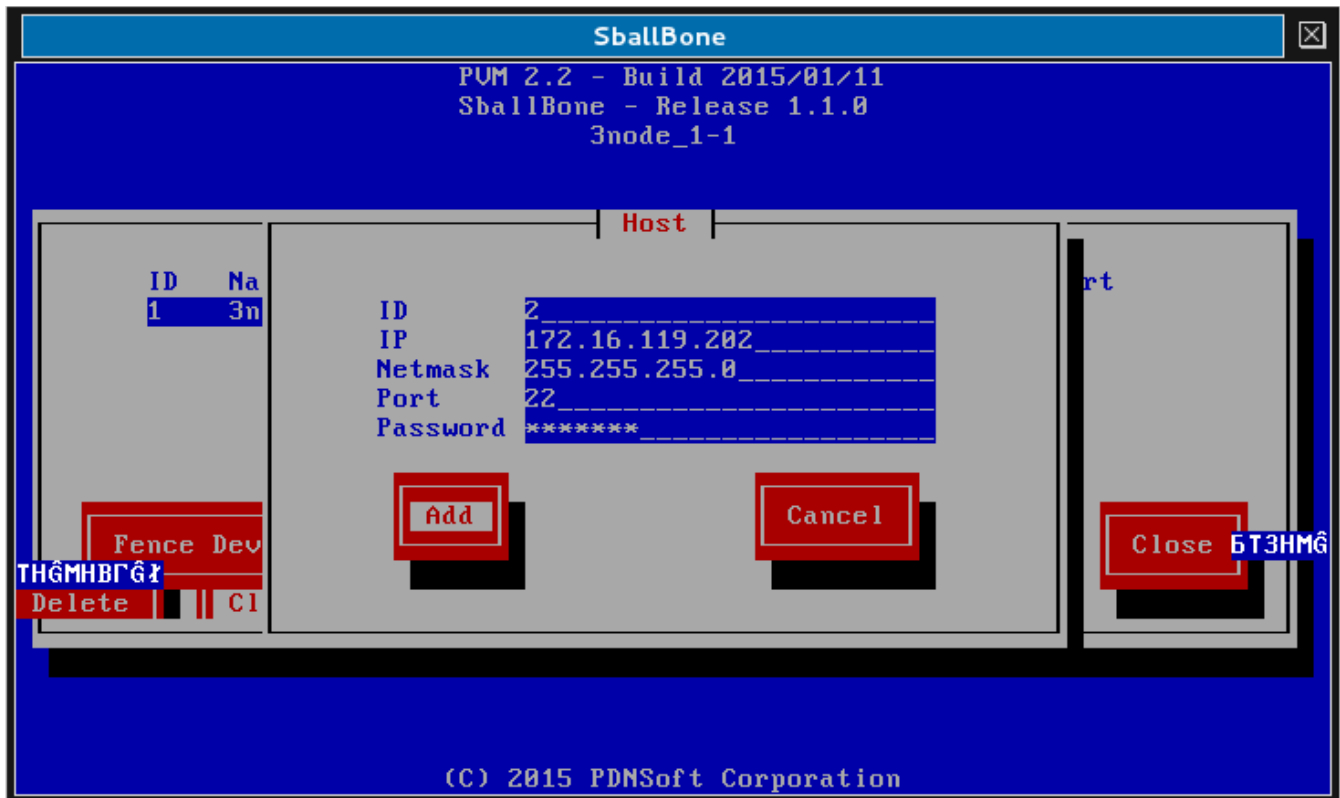 SballBone
PVM 2.2 - Build 2015/01/11
SballBone - Release 1.1.0
3node_1-1
Host
ID Na rt
1 3n
ID 2
IP 172.16.119.202
Netmask 255.255.255.0
Port 22
Password *******
Add Cancel
Fence Dev Close БТЗНМĜ
ТНĜМНВГĜł
Delete Cl
(C) 2015 PDNSoft Corporation